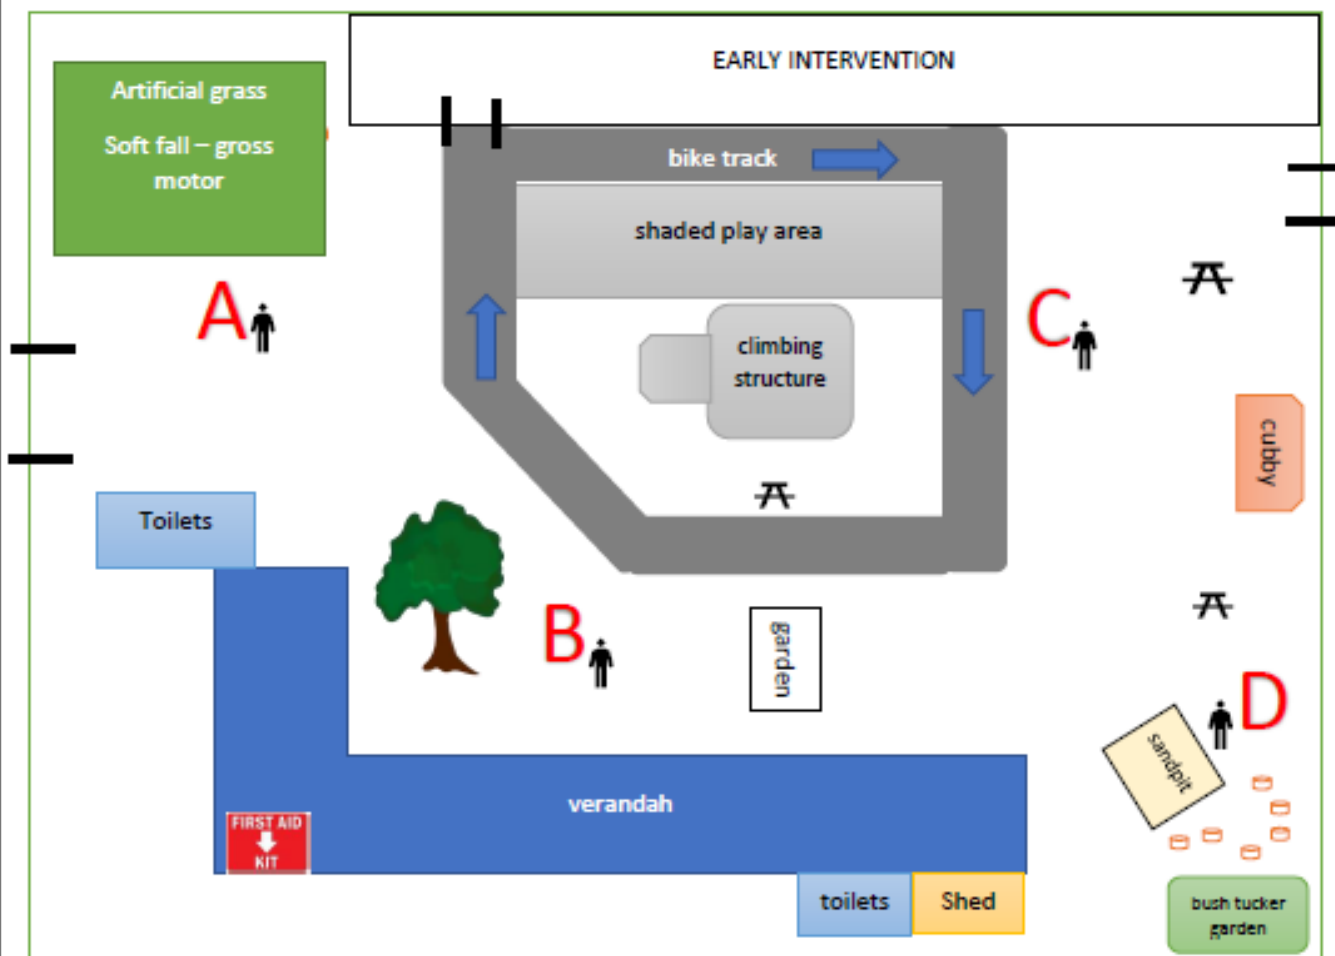 EARLY INTERVENTION
Artificial grass
Soft fall – gross
motor
bike track
shaded play area
A
C
climbing
structure
cubby
Toilets
B
garden
D
sandpit
verandah
FIRST AID
KIT
toilets
Shed
bush tucker
garden